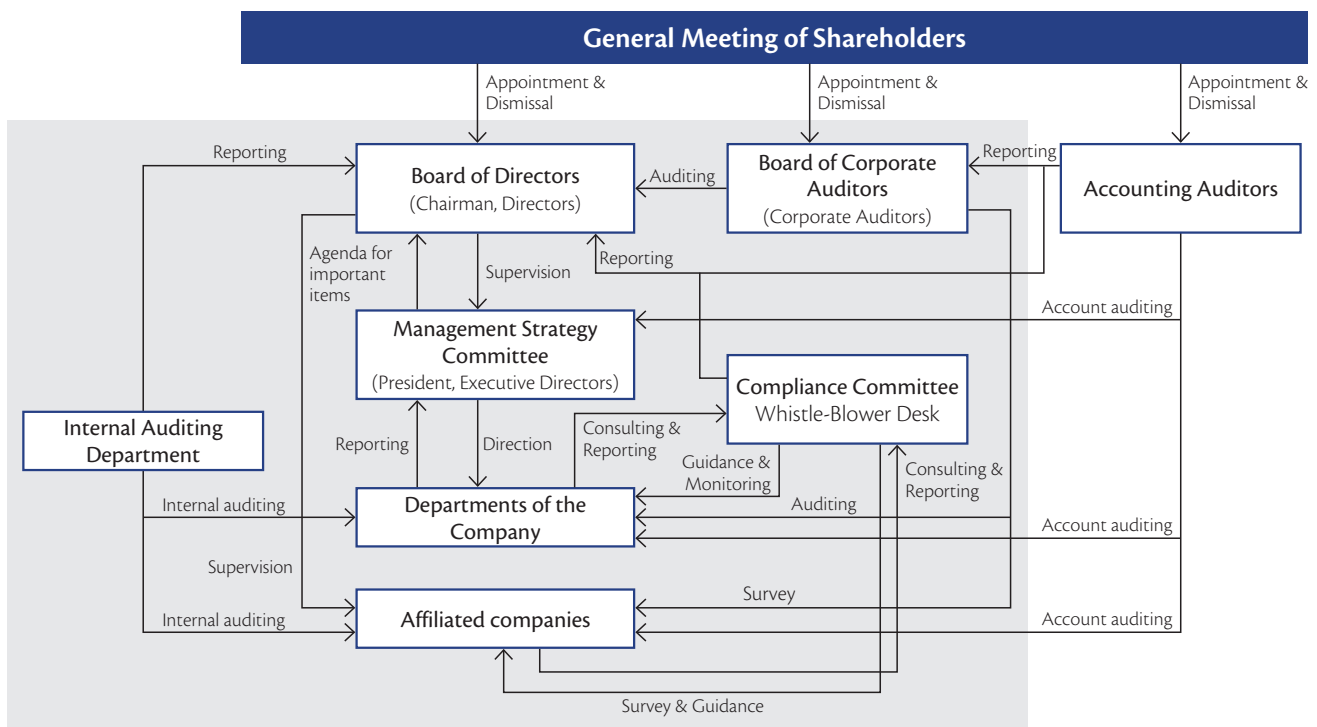 General Meeting of Shareholders
Appointment &
Dismissal
Appointment &
Dismissal
Appointment &
Dismissal
Reporting
Board of Directors
(Chairman, Directors)
Auditing
Board of Corporate
Auditors
(Corporate Auditors)
Reporting
Accounting Auditors
Agenda for
important
items
Supervision
Reporting
Management Strategy
Committee
(President, Executive Directors)
Account auditing
Compliance Committee
Whistle-Blower Desk
Internal Auditing
Department
Reporting
Direction
Consulting &
Reporting
Guidance &
Monitoring
Consulting &
Reporting
Internal auditing
Departments of the
Company
Auditing
Account auditing
Supervision
Internal auditing
Affiliated companies
Survey
Account auditing
Survey & Guidance